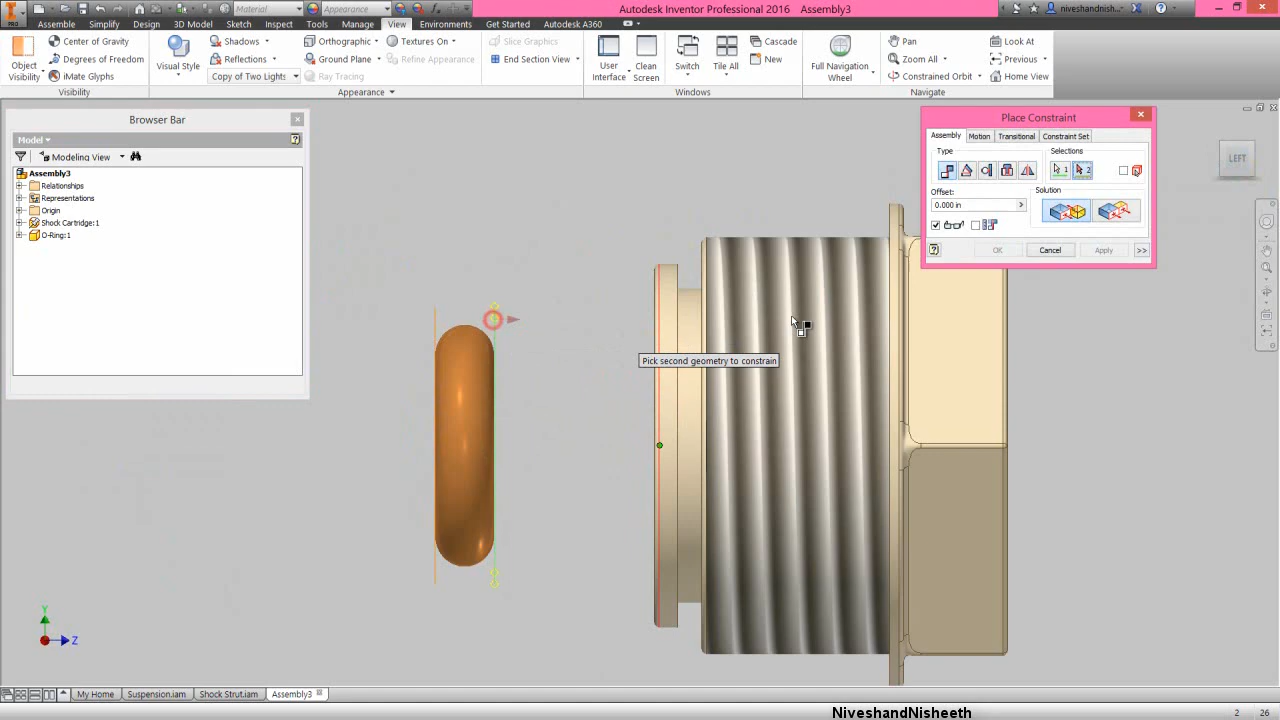 Material
Appearance
Autodesk Inventor Professional 2016 Assembly3
niveshandnish...
PRO
Assemble Simplify Design 3D Model Sketch Inspect Tools Manage View Environments Get Started Autodesk A360
Object Visibility
Center of Gravity
Degrees of Freedom
iMate Glyphs
Visibility
Visual Style
Shadows
Reflections
Copy of Two Lights
Orthographic
Ground Plane
Ray Tracing
Textures On
Refine Appearance
Appearance
Slice Graphics
End Section View
User Interface
Clean Screen
Switch
Tile All
Cascade
New
Windows
Full Navigation Wheel
Pan
Zoom All
Constrained Orbit
Look At
Previous
Home View
Navigate
Browser Bar
Model
Modeling View
Assembly3
Relationships
Representations
Origin
Shock Cartridge:1
O-Ring:1
Place Constraint
Assembly Motion Transitional Constraint Set
Type
Selections
1
2
Offset:
0.000 in
Solution
OK
Cancel
Apply
>>
LEFT
Pick second geometry to constrain
Y
Z
My Home Suspension.iam Shock Strut.iam Assembly3
NiveshandNisheeth
2 26